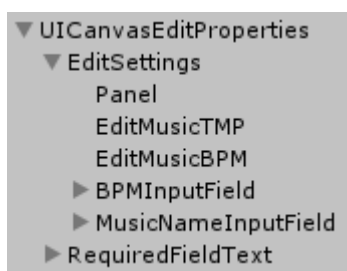 UICanvasEditProperties
EditSettings
Panel
EditMusicTMP
EditMusicBPM
BPMInputField
MusicNameInputField
RequiredFieldText